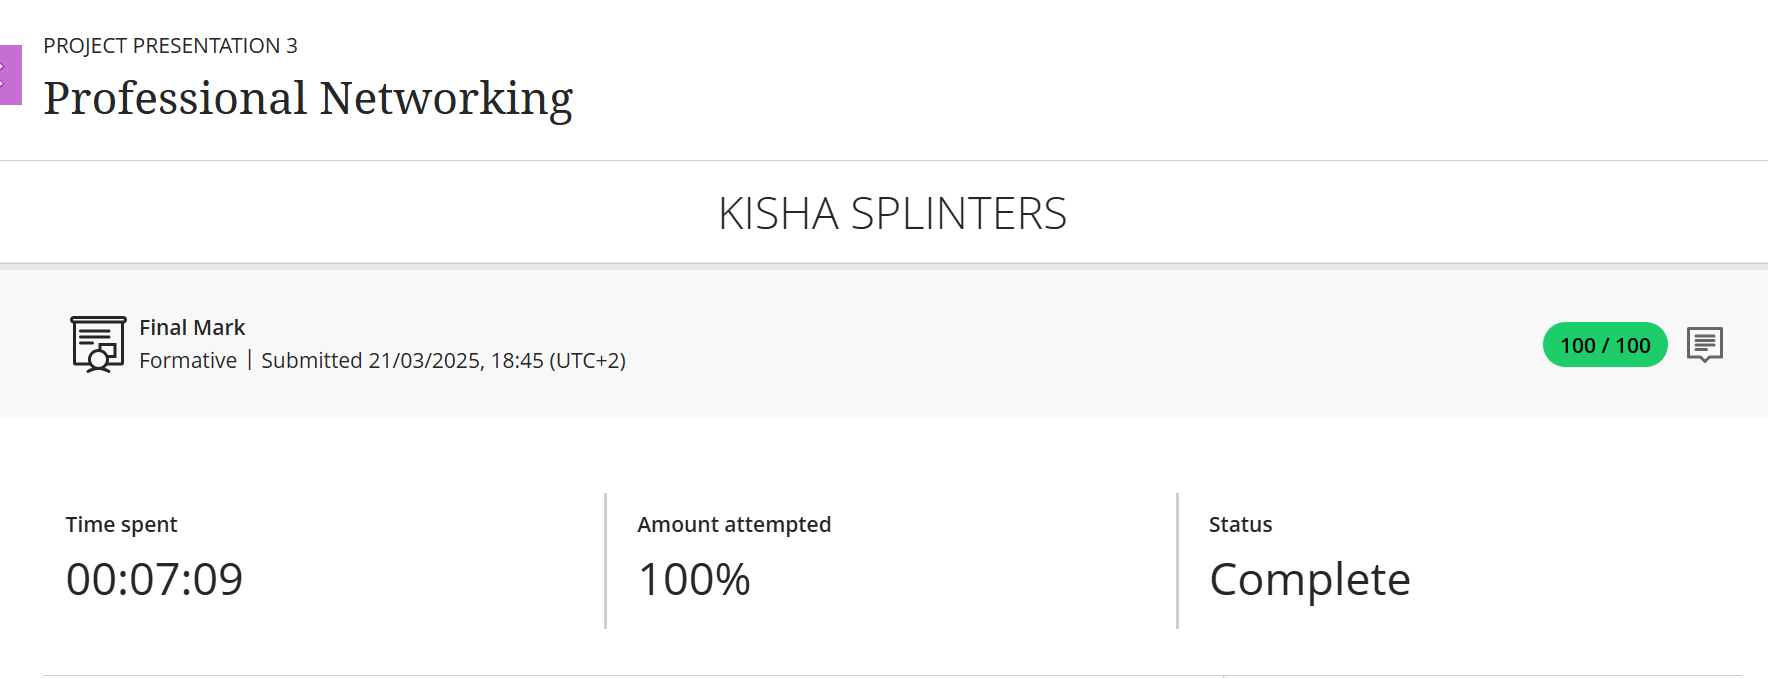 PROJECT PRESENTATION 3
Professional Networking
KISHA SPLINTERS
Final Mark
Formative | Submitted 21/03/2025, 18:45 (UTC+2)
100 / 100
Time spent
00:07:09
Amount attempted
100%
Status
Complete